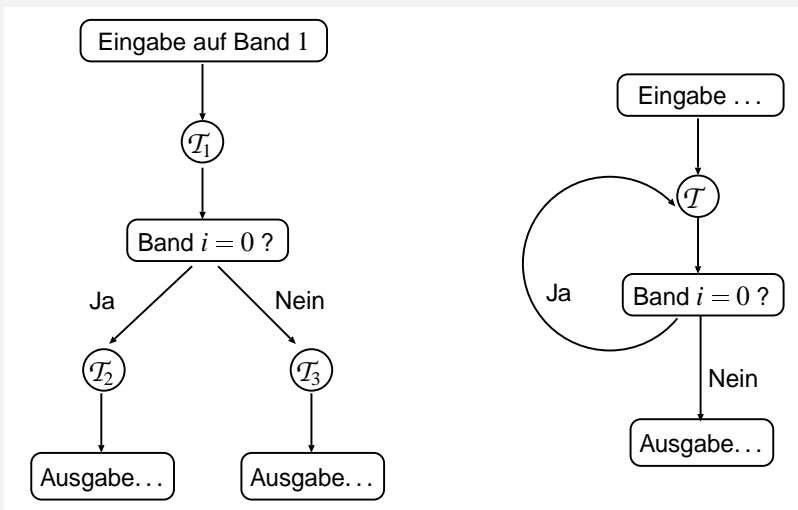 Eingabe auf Band 1
𝒯₁
Band i = 0 ?
Ja
Nein
𝒯₂
𝒯₃
Ausgabe...
Ausgabe...
Eingabe ...
𝒯
Band i = 0 ?
Ja
Nein
Ausgabe...